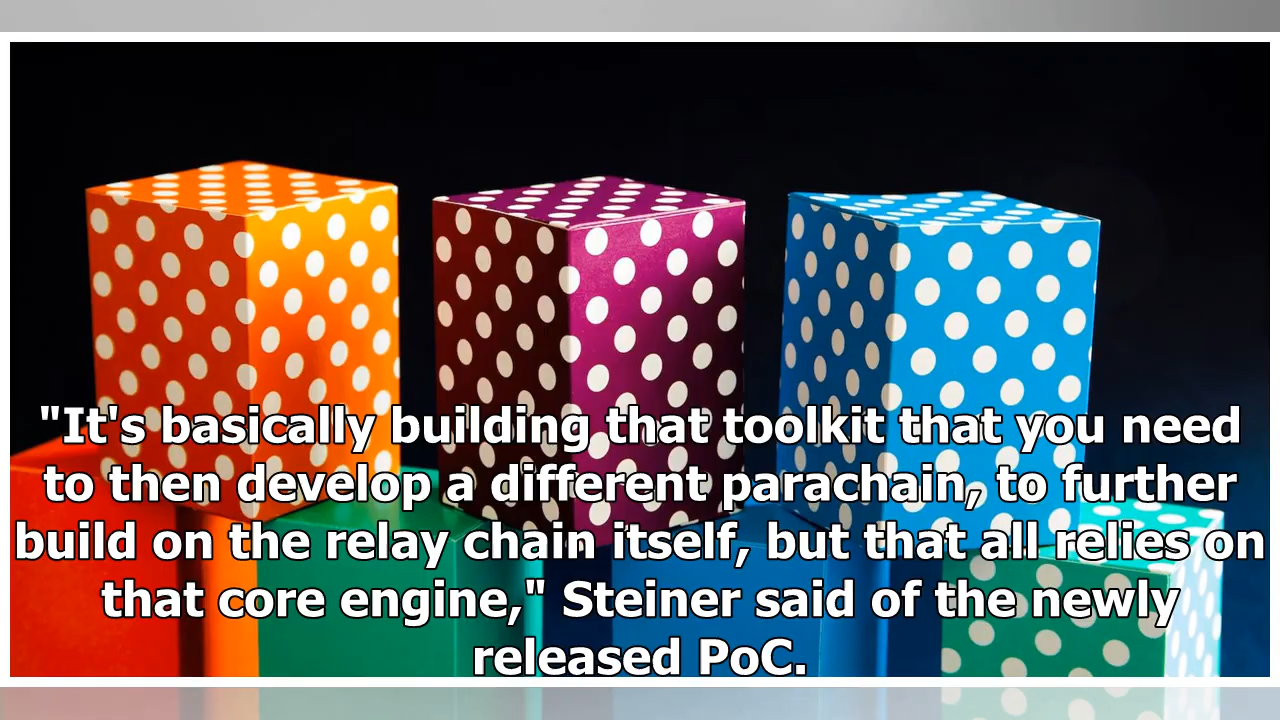 "It's basically building that toolkit that you need
to then develop a different parachain, to further
build on the relay chain itself, but that all relies on
that core engine," Steiner said of the newly
released PoC.